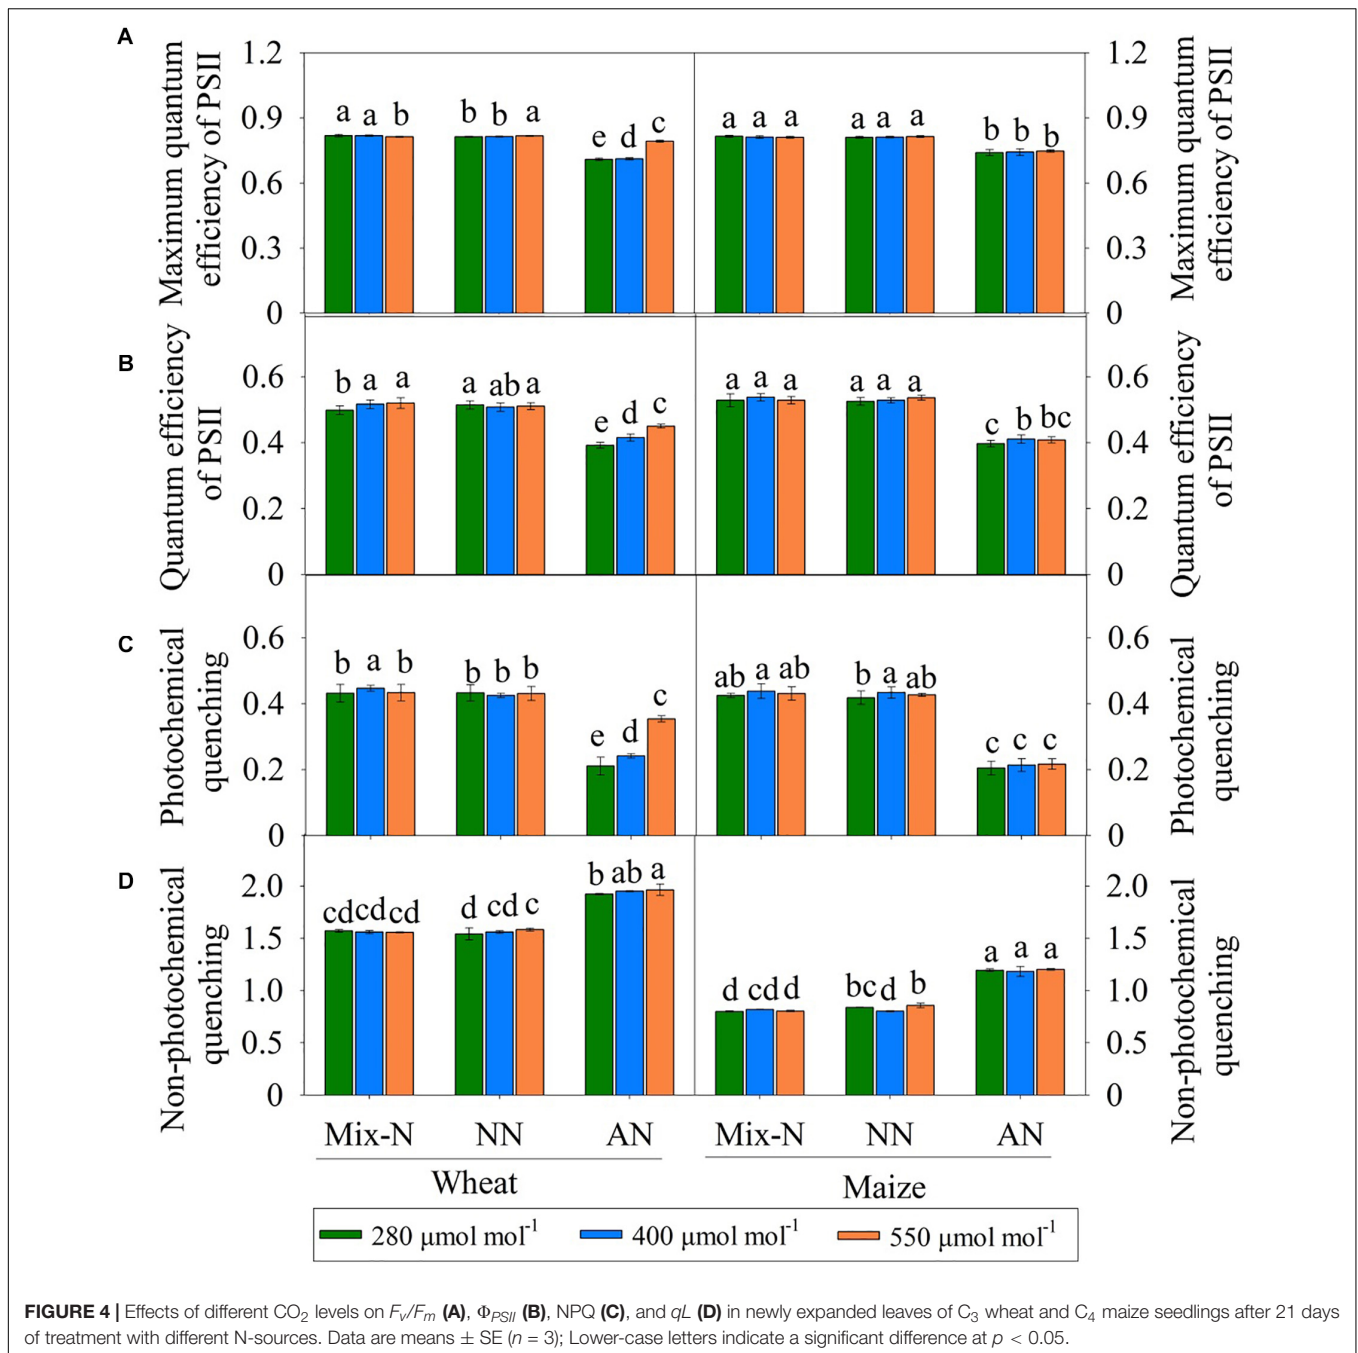 A
Maximum quantum
efficiency of PSII
1.2
0.9
0.6
0.3
0
a a b
b b a
e d c
a a a
a a a
b b b
1.2
0.9
0.6
0.3
0
Maximum quantum
efficiency of PSII
B
Quantum efficiency
of PSII
0.6
0.4
0.2
0
b a a
a ab a
e d c
a a a
a a a
c b bc
0.6
0.4
0.2
0
Quantum efficiency
of PSII
C
Photochemical
quenching
0.6
0.4
0.2
0
b a b
b b b
e d c
ab a ab
b a ab
c c c
0.6
0.4
0.2
0
Photochemical
quenching
D
Non-photochemical
quenching
2.0
1.5
1.0
0.5
0
cd cd cd
d cd c
b ab a
d cd d
bc d b
a a a
2.0
1.5
1.0
0.5
0
Non-photochemical
quenching
Mix-N NN AN Mix-N NN AN
Wheat Maize
280 μmol mol⁻¹ 400 μmol mol⁻¹ 550 μmol mol⁻¹
FIGURE 4 | Effects of different CO₂ levels on Fv/Fm (A), ΦPSII (B), NPQ (C), and qL (D) in newly expanded leaves of C₃ wheat and C₄ maize seedlings after 21 days
of treatment with different N-sources. Data are means ± SE (n = 3); Lower-case letters indicate a significant difference at p < 0.05.